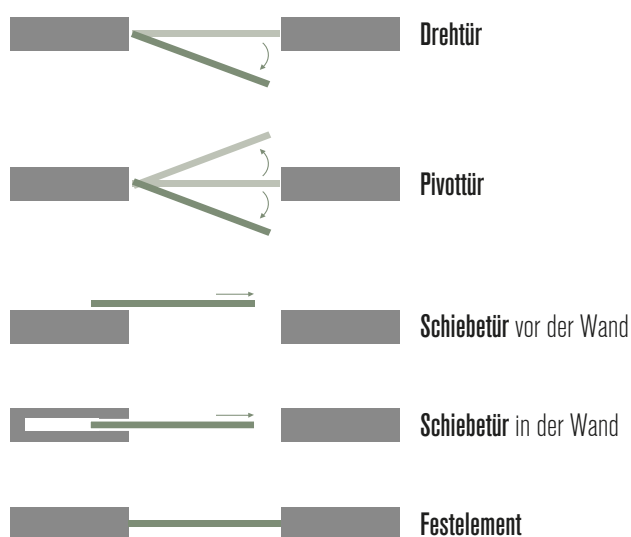 Drehtür
Pivottür
Schiebetür vor der Wand
Schiebetür in der Wand
Festelement